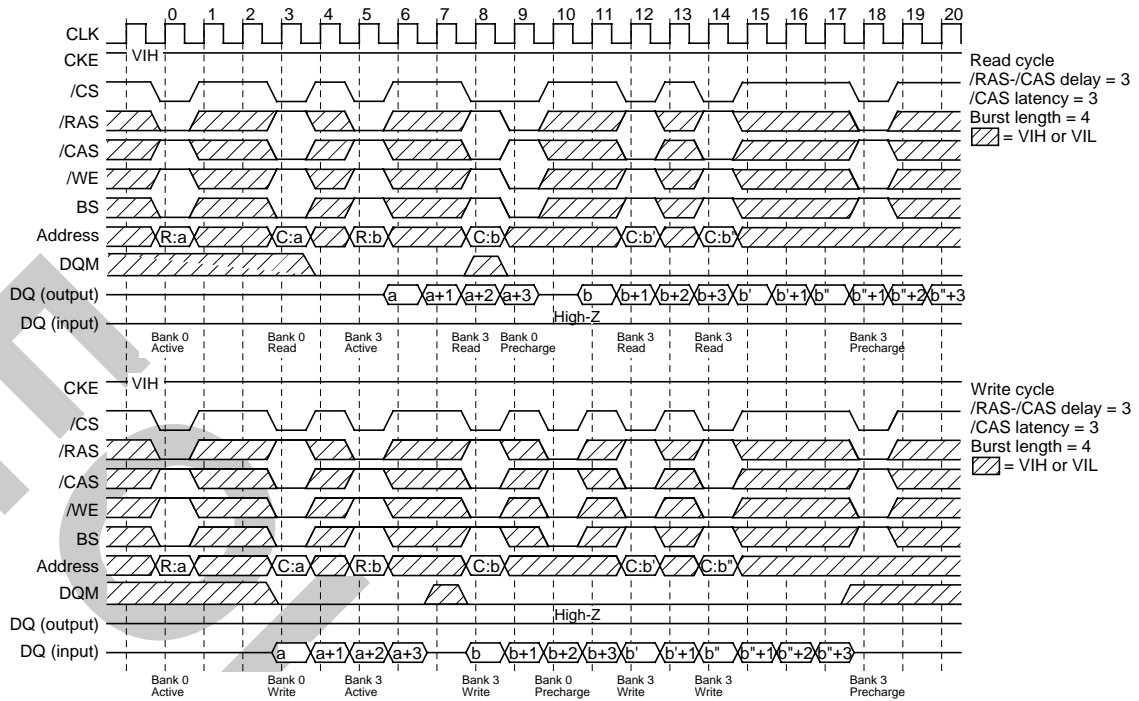 0 1 2 3 4 5 6 7 8 9 10 11 12 13 14 15 16 17 18 19 20
CLK
CKE VIH
/CS
/RAS
/CAS
/WE
BS
Address R:a C:a R:b C:b C:b' C:b"
DQM
DQ (output) a a+1 a+2 a+3 b b+1 b+2 b+3 b' b'+1 b" b"+1 b"+2 b"+3
High-Z
DQ (input)
Bank 0 Active
Bank 0 Read
Bank 3 Active
Bank 3 Read
Bank 0 Precharge
Bank 3 Read
Bank 3 Read
Bank 3 Precharge
Read cycle
/RAS-/CAS delay = 3
/CAS latency = 3
Burst length = 4
= VIH or VIL
CKE VIH
/CS
/RAS
/CAS
/WE
BS
Address R:a C:a R:b C:b C:b' C:b"
DQM
High-Z
DQ (output)
DQ (input) a a+1 a+2 a+3 b b+1 b+2 b+3 b' b'+1 b" b"+1 b"+2 b"+3
Bank 0 Active
Bank 0 Write
Bank 3 Active
Bank 3 Write
Bank 0 Precharge
Bank 3 Write
Bank 3 Write
Bank 3 Precharge
Write cycle
/RAS-/CAS delay = 3
/CAS latency = 3
Burst length = 4
= VIH or VIL